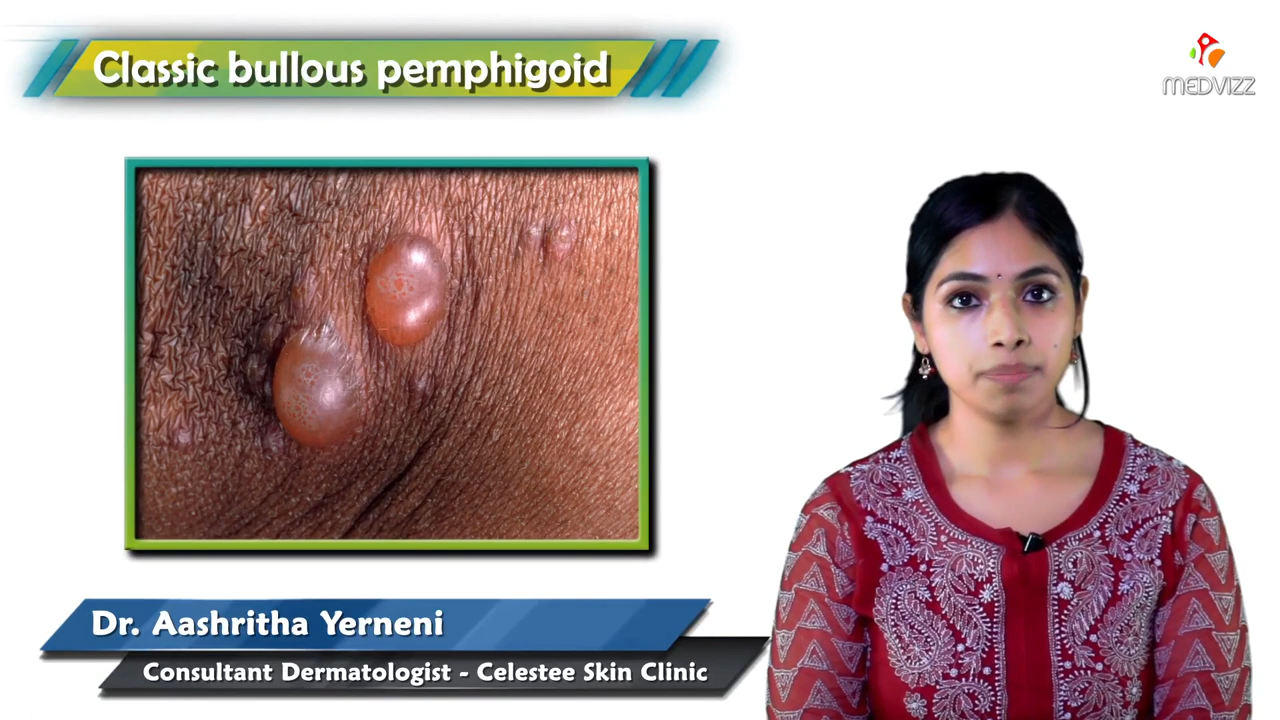 Classic bullous pemphigoid
MEDVIZZ
Dr. Aashritha Yerneni
Consultant Dermatologist - Celestee Skin Clinic